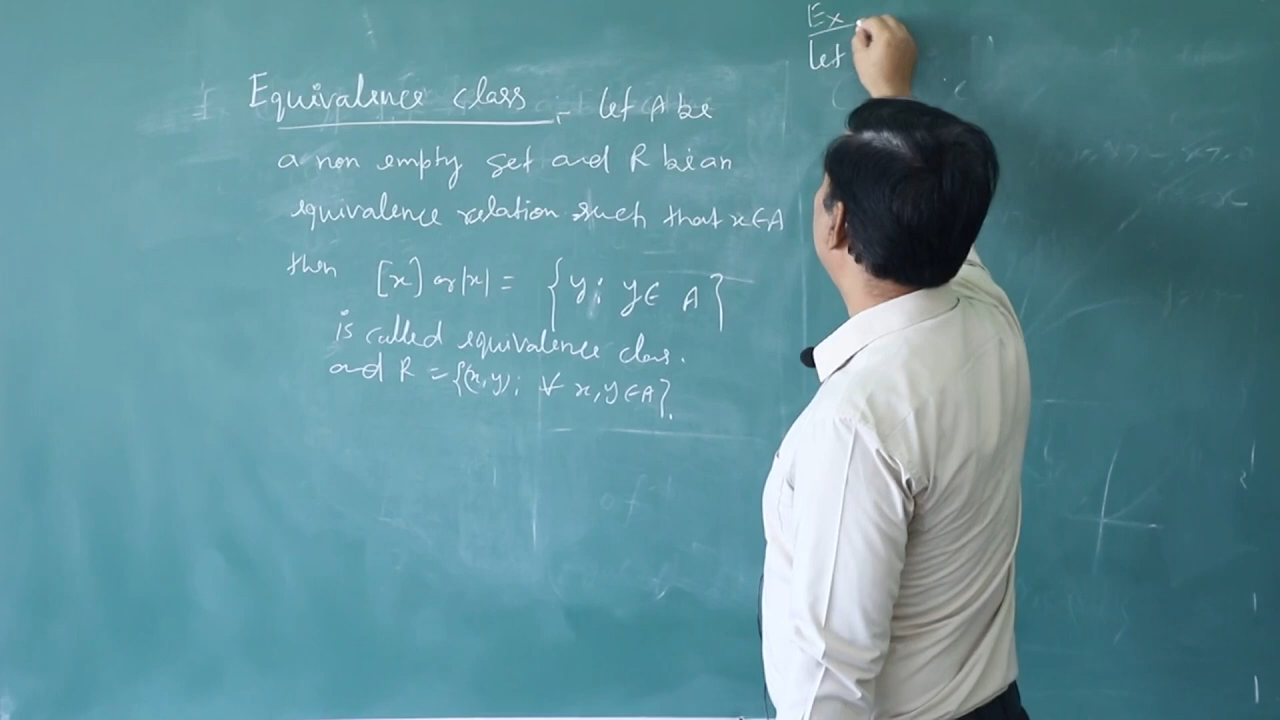 Equivalence class :- let A be
a non empty set and R be an
equivalence relation such that x∈A
then [x] or |x| = { y ; y ∈ A }
is called equivalence class.
and R = {(x,y) ; ∀ x,y∈A}.
Ex
let